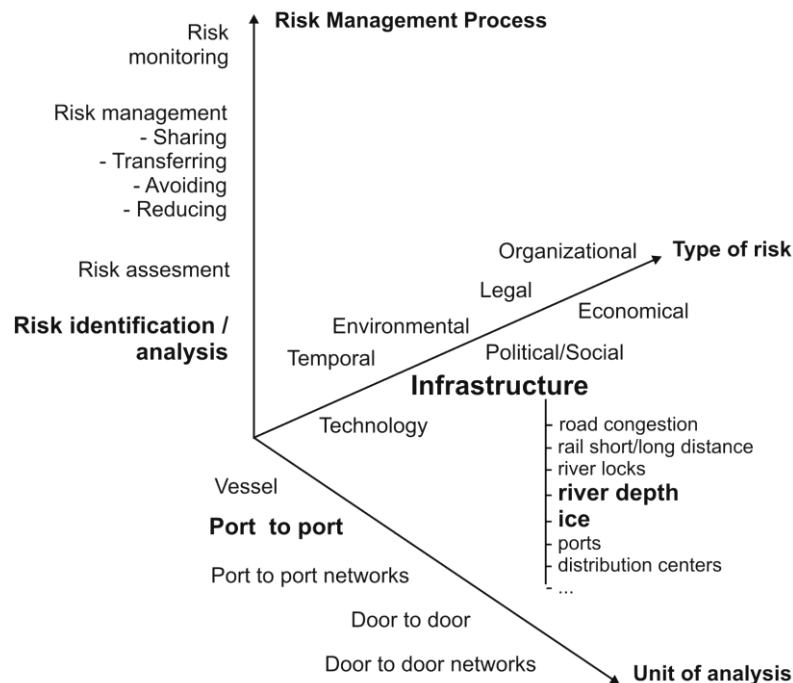 Risk Management Process
Risk
monitoring
Risk management
- Sharing
- Transferring
- Avoiding
- Reducing
Risk assesment
Risk identification /
analysis
Type of risk
Organizational
Legal
Economical
Environmental
Political/Social
Temporal
Infrastructure
Technology
- road congestion
- rail short/long distance
- river locks
- river depth
- ice
- ports
- distribution centers
- ...
Vessel
Port to port
Port to port networks
Door to door
Door to door networks
Unit of analysis